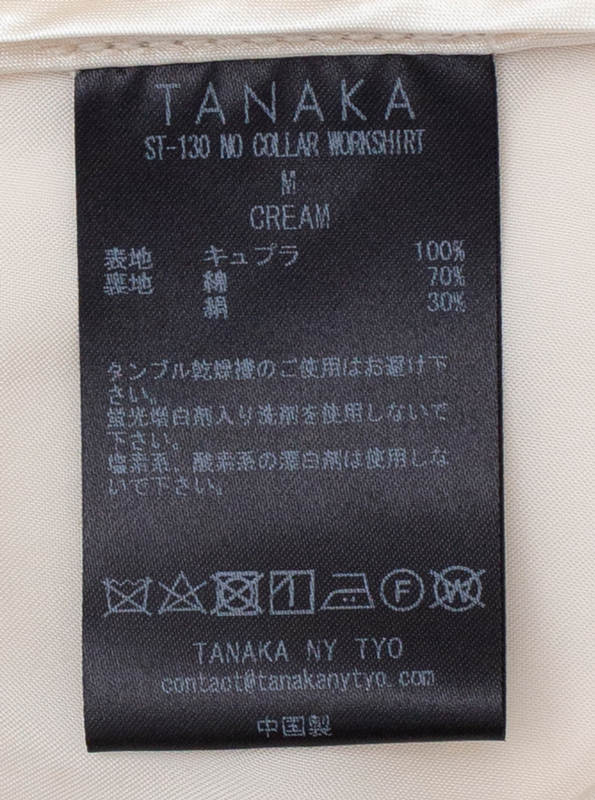 TANAKA
ST-130 NO COLLAR WORKSHIRT
M
CREAM
表地 キュプラ 100%
裏地 綿 70%
絹 30%
タンブル乾燥機のご使用はお避け下
さい。
蛍光増白剤入り洗剤を使用しないで
下さい。
塩素系、酸素系の漂白剤は使用しな
いで下さい。
F W
TANAKA NY TYO
contact@tanakanytyo.com
中国製